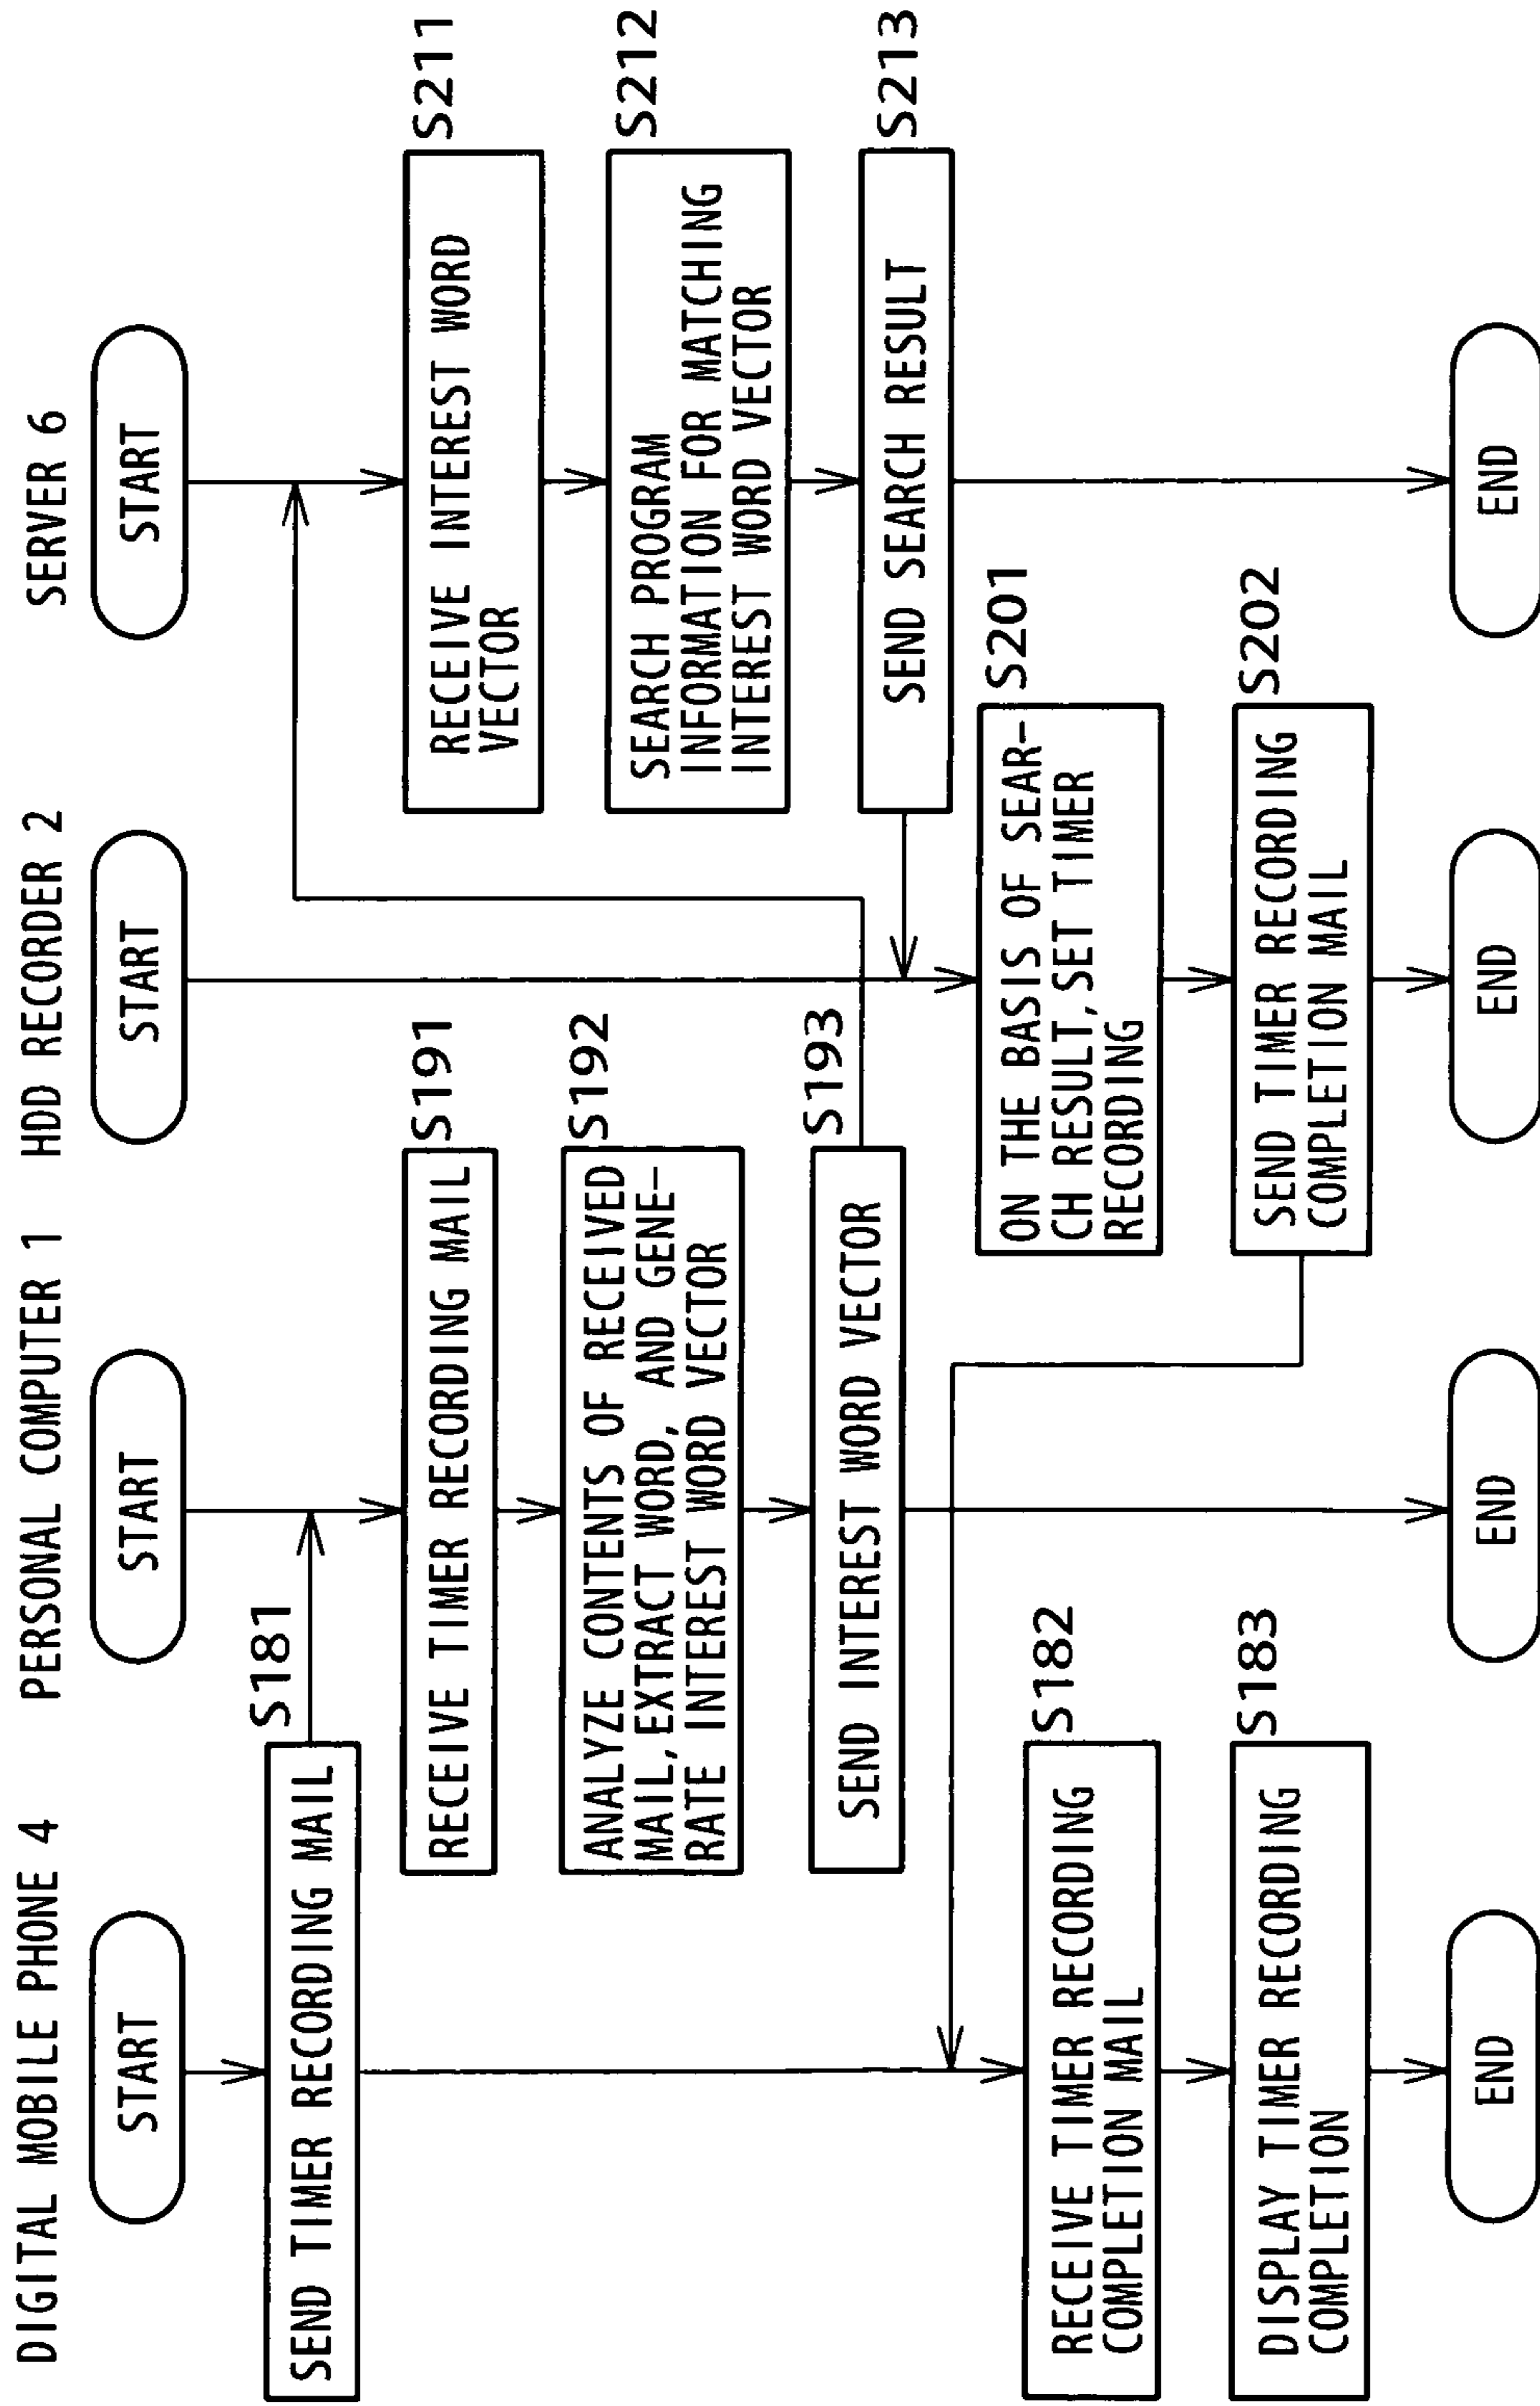 DIGITAL MOBILE PHONE 4
PERSONAL COMPUTER 1
HDD RECORDER 2
SERVER 6
START
START
START
START
S181
SEND TIMER RECORDING MAIL
S191
RECEIVE TIMER RECORDING MAIL
S192
ANALYZE CONTENTS OF RECEIVED
MAIL, EXTRACT WORD, AND GENE-
RATE INTEREST WORD VECTOR
S193
SEND INTEREST WORD VECTOR
S211
RECEIVE INTEREST WORD
VECTOR
S212
SEARCH PROGRAM
INFORMATION FOR MATCHING
INTEREST WORD VECTOR
S213
SEND SEARCH RESULT
S201
ON THE BASIS OF SEAR-
CH RESULT, SET TIMER
RECORDING
S202
SEND TIMER RECORDING
COMPLETION MAIL
S182
RECEIVE TIMER RECORDING
COMPLETION MAIL
S183
DISPLAY TIMER RECORDING
COMPLETION
END
END
END
END